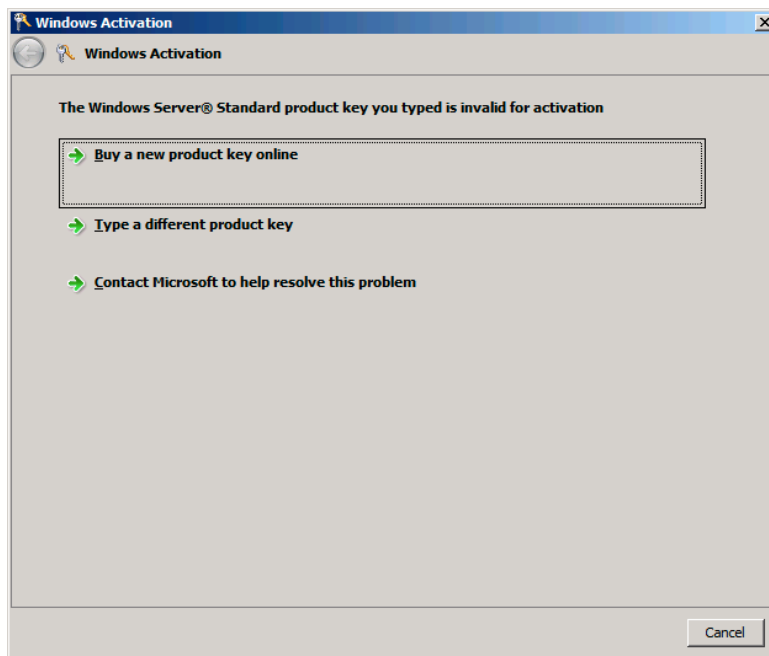 Windows Activation
Windows Activation
The Windows Server® Standard product key you typed is invalid for activation
Buy a new product key online
Type a different product key
Contact Microsoft to help resolve this problem
Cancel